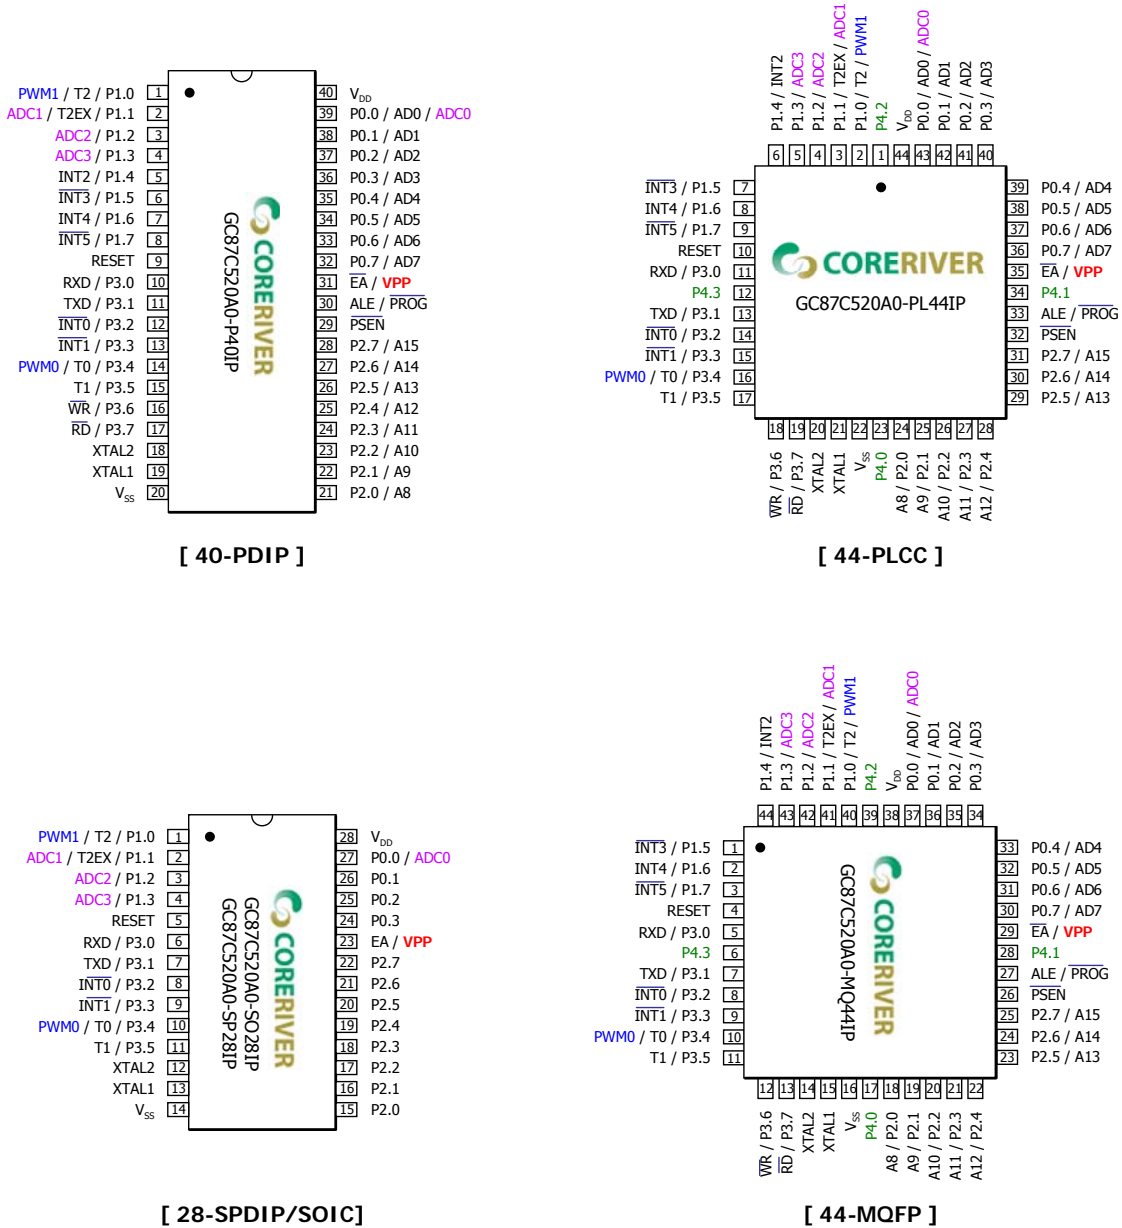 PWM1 / T2 / P1.0 1
ADC1 / T2EX / P1.1 2
ADC2 / P1.2 3
ADC3 / P1.3 4
INT2 / P1.4 5
INT3 / P1.5 6
INT4 / P1.6 7
INT5 / P1.7 8
RESET 9
RXD / P3.0 10
TXD / P3.1 11
INT0 / P3.2 12
INT1 / P3.3 13
PWM0 / T0 / P3.4 14
T1 / P3.5 15
WR / P3.6 16
RD / P3.7 17
XTAL2 18
XTAL1 19
VSS 20
CORERIVER
GC87C520A0-P40IP
40 VDD
39 P0.0 / AD0 / ADC0
38 P0.1 / AD1
37 P0.2 / AD2
36 P0.3 / AD3
35 P0.4 / AD4
34 P0.5 / AD5
33 P0.6 / AD6
32 P0.7 / AD7
31 EA / VPP
30 ALE / PROG
29 PSEN
28 P2.7 / A15
27 P2.6 / A14
26 P2.5 / A13
25 P2.4 / A12
24 P2.3 / A11
23 P2.2 / A10
22 P2.1 / A9
21 P2.0 / A8
[ 40-PDIP ]
P1.4 / INT2 6
P1.3 / ADC3 5
P1.2 / ADC2 4
P1.1 / T2EX / ADC1 3
P1.0 / T2 / PWM1 2
P4.2 1
VDD 44
P0.0 / AD0 / ADC0 43
P0.1 / AD1 42
P0.2 / AD2 41
P0.3 / AD3 40
INT3 / P1.5 7
INT4 / P1.6 8
INT5 / P1.7 9
RESET 10
RXD / P3.0 11
P4.3 12
TXD / P3.1 13
INT0 / P3.2 14
INT1 / P3.3 15
PWM0 / T0 / P3.4 16
T1 / P3.5 17
CORERIVER
GC87C520A0-PL44IP
39 P0.4 / AD4
38 P0.5 / AD5
37 P0.6 / AD6
36 P0.7 / AD7
35 EA / VPP
34 P4.1
33 ALE / PROG
32 PSEN
31 P2.7 / A15
30 P2.6 / A14
29 P2.5 / A13
18 WR / P3.6
19 RD / P3.7
20 XTAL2
21 XTAL1
22 VSS
23 P4.0
24 A8 / P2.0
25 A9 / P2.1
26 A10 / P2.2
27 A11 / P2.3
28 A12 / P2.4
[ 44-PLCC ]
PWM1 / T2 / P1.0 1
ADC1 / T2EX / P1.1 2
ADC2 / P1.2 3
ADC3 / P1.3 4
RESET 5
RXD / P3.0 6
TXD / P3.1 7
INT0 / P3.2 8
INT1 / P3.3 9
PWM0 / T0 / P3.4 10
T1 / P3.5 11
XTAL2 12
XTAL1 13
VSS 14
CORERIVER
GC87C520A0-SO28IP
GC87C520A0-SP28IP
28 VDD
27 P0.0 / ADC0
26 P0.1
25 P0.2
24 P0.3
23 EA / VPP
22 P2.7
21 P2.6
20 P2.5
19 P2.4
18 P2.3
17 P2.2
16 P2.1
15 P2.0
[ 28-SPDIP/SOIC]
P1.4 / INT2 44
P1.3 / ADC3 43
P1.2 / ADC2 42
P1.1 / T2EX / ADC1 41
P1.0 / T2 / PWM1 40
P4.2 39
VDD 38
P0.0 / AD0 / ADC0 37
P0.1 / AD1 36
P0.2 / AD2 35
P0.3 / AD3 34
INT3 / P1.5 1
INT4 / P1.6 2
INT5 / P1.7 3
RESET 4
RXD / P3.0 5
P4.3 6
TXD / P3.1 7
INT0 / P3.2 8
INT1 / P3.3 9
PWM0 / T0 / P3.4 10
T1 / P3.5 11
CORERIVER
GC87C520A0-MQ44IP
33 P0.4 / AD4
32 P0.5 / AD5
31 P0.6 / AD6
30 P0.7 / AD7
29 EA / VPP
28 P4.1
27 ALE / PROG
26 PSEN
25 P2.7 / A15
24 P2.6 / A14
23 P2.5 / A13
12 WR / P3.6
13 RD / P3.7
14 XTAL2
15 XTAL1
16 VSS
17 P4.0
18 A8 / P2.0
19 A9 / P2.1
20 A10 / P2.2
21 A11 / P2.3
22 A12 / P2.4
[ 44-MQFP ]